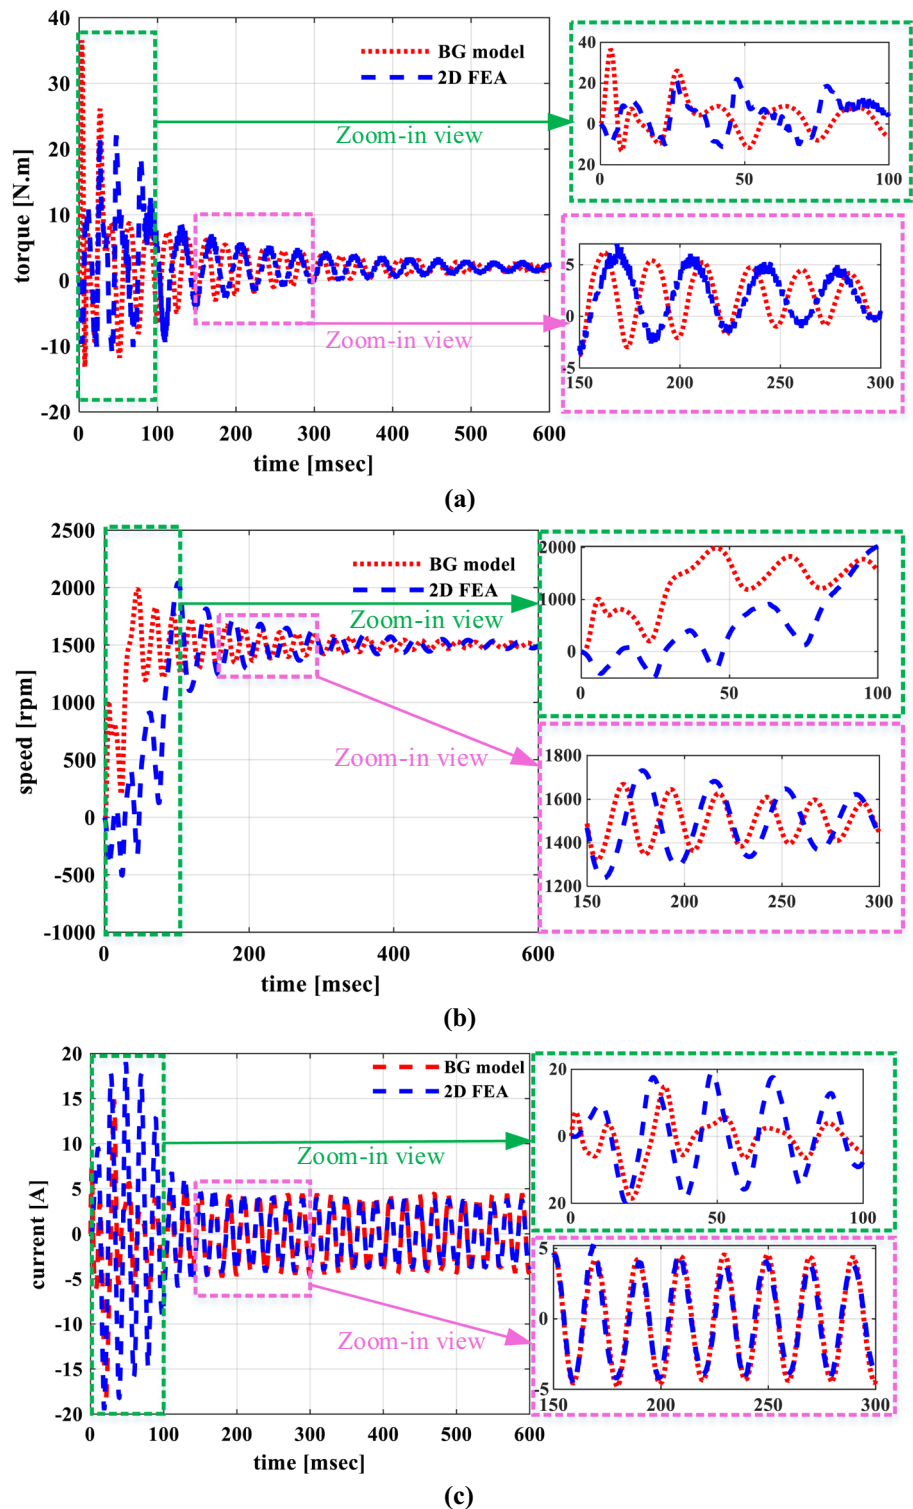 40
30
20
10
0
-10
-20
torque [N.m]
0 100 200 300 400 500 600
time [msec]
BG model
2D FEA
Zoom-in view
Zoom-in view
40
20
0
20
0 50 100
5
0
-5
150 200 250 300
(a)
2500
2000
1500
1000
500
0
-500
-1000
speed [rpm]
0 200 400 600
time [msec]
BG model
2D FEA
Zoom-in view
Zoom-in view
2000
1000
0
0 50 100
1800
1600
1400
1200
150 200 250 300
(b)
20
15
10
5
0
-5
-10
-15
-20
current [A]
0 100 200 300 400 500 600
time [msec]
BG model
2D FEA
Zoom-in view
Zoom-in view
20
0
20
0 50 100
5
0
5
150 200 250 300
(c)